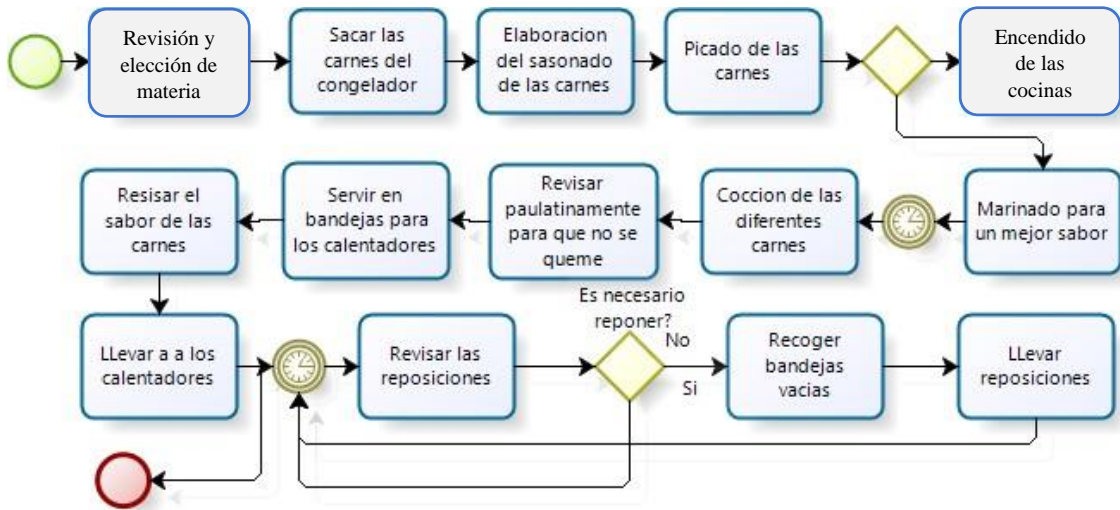 Revisión y
elección de
materia
Sacar las
carnes del
congelador
Elaboracion
del sasonado
de las carnes
Picado de las
carnes
Encendido
de las
cocinas
Resisar el
sabor de las
carnes
Servir en
bandejas para
los calentadores
Revisar
paulatinamente
para que no se
queme
Coccion de las
diferentes
carnes
Marinado para
un mejor sabor
LLevar a a los
calentadores
Revisar las
reposiciones
Es necesario
reponer?
No
Si
Recoger
bandejas
vacias
LLevar
reposiciones